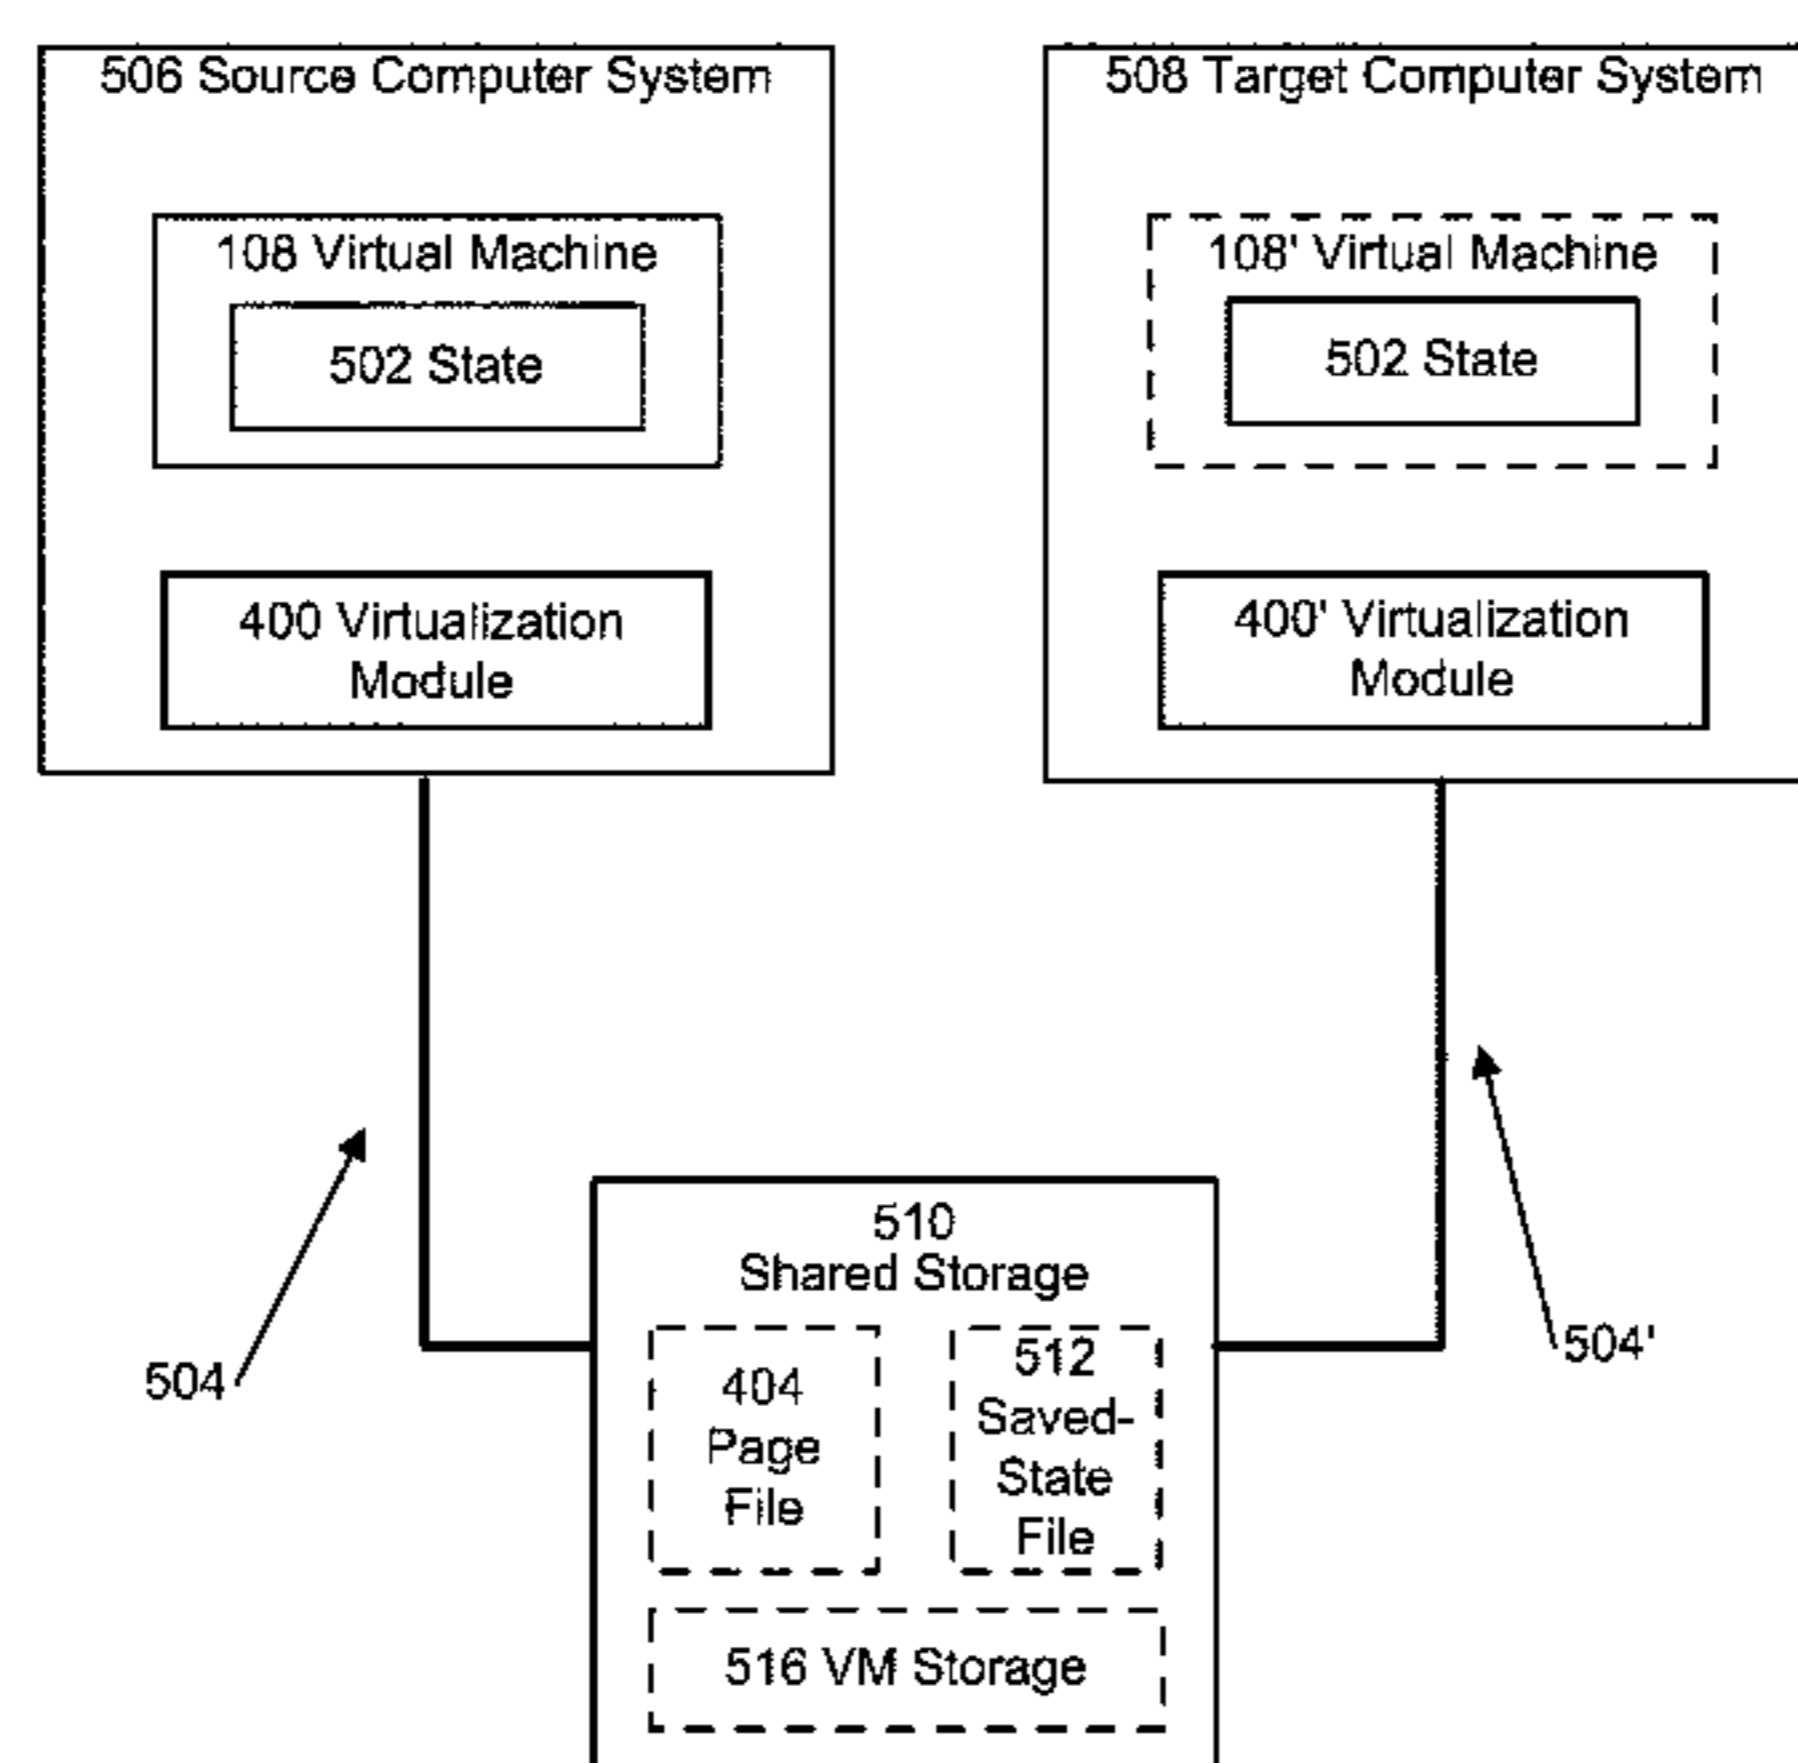 506 Source Computer System
108 Virtual Machine
502 State
400 Virtualization
Module
508 Target Computer System
108' Virtual Machine
502 State
400' Virtualization
Module
504
504'
510
Shared Storage
404
Page
File
512
Saved-
State
File
516 VM Storage